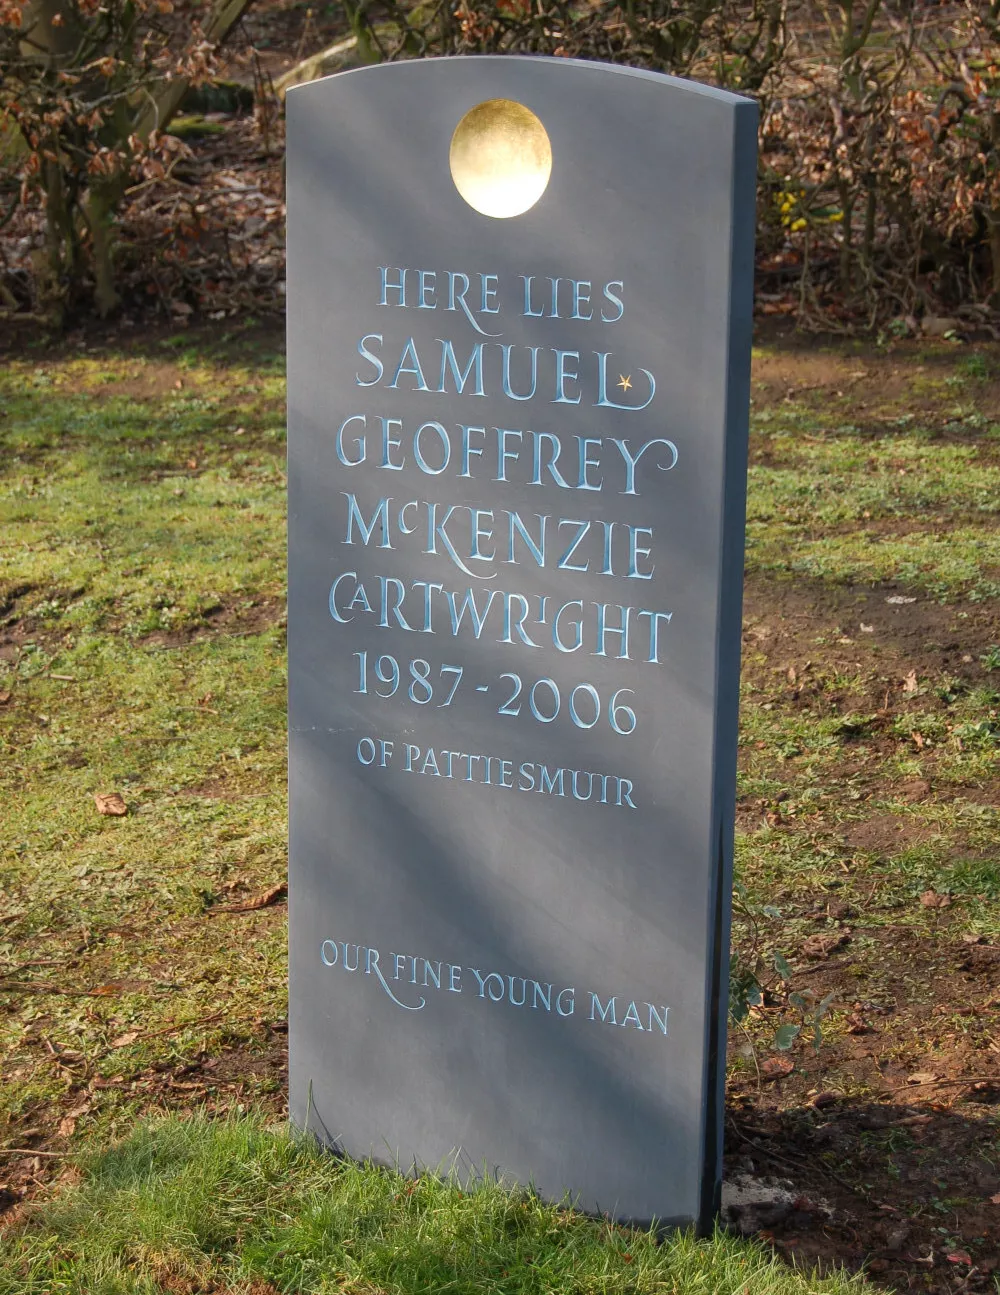 HERE LIES
SAMUEL
GEOFFREY
McKENZIE
CARTWRIGHT
1987 - 2006
OF PATTIESMUIR
OUR FINE YOUNG MAN